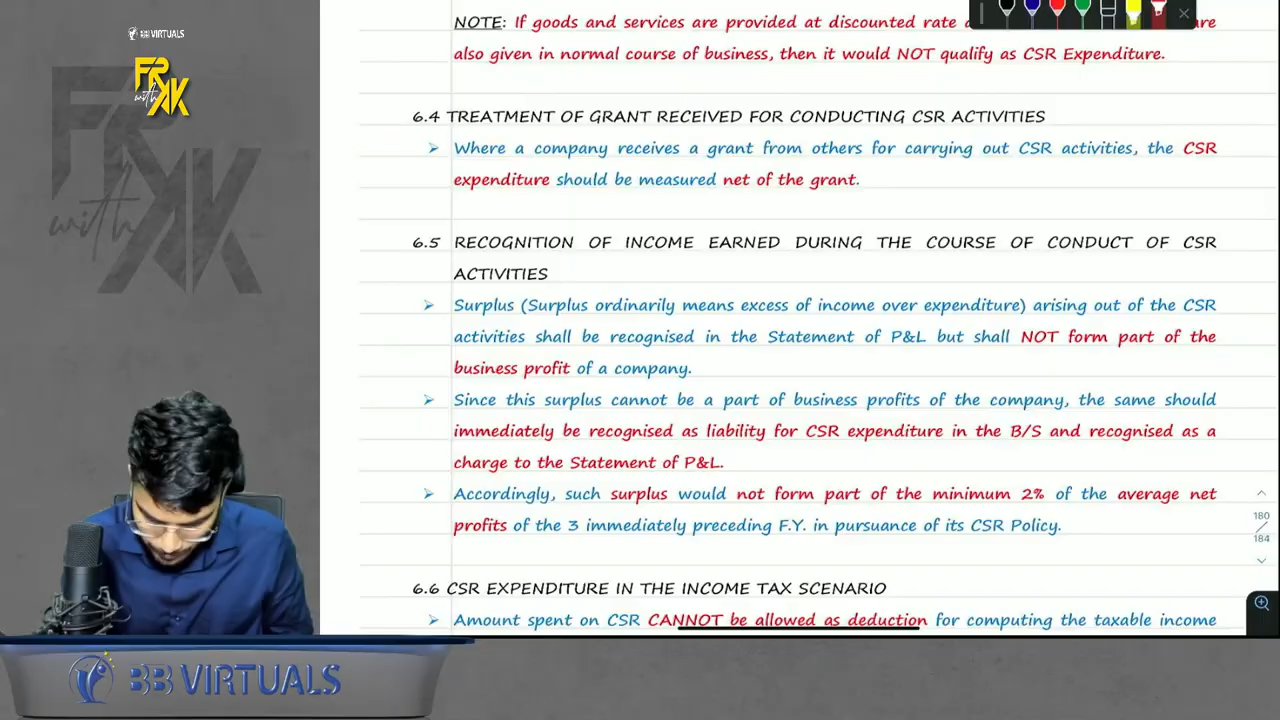 BB VIRTUALS
FR
with
AK
NOTE: If goods and services are provided at discounted rate are
also given in normal course of business, then it would NOT qualify as CSR Expenditure.
6.4 TREATMENT OF GRANT RECEIVED FOR CONDUCTING CSR ACTIVITIES
➢ Where a company receives a grant from others for carrying out CSR activities, the CSR
expenditure should be measured net of the grant.
6.5 RECOGNITION OF INCOME EARNED DURING THE COURSE OF CONDUCT OF CSR
ACTIVITIES
➢ Surplus (Surplus ordinarily means excess of income over expenditure) arising out of the CSR
activities shall be recognised in the Statement of P&L but shall NOT form part of the
business profit of a company.
➢ Since this surplus cannot be a part of business profits of the company, the same should
immediately be recognised as liability for CSR expenditure in the B/S and recognised as a
charge to the Statement of P&L.
➢ Accordingly, such surplus would not form part of the minimum 2% of the average net
profits of the 3 immediately preceding F.Y. in pursuance of its CSR Policy.
180
184
6.6 CSR EXPENDITURE IN THE INCOME TAX SCENARIO
➢ Amount spent on CSR CANNOT be allowed as deduction for computing the taxable income
BB VIRTUALS